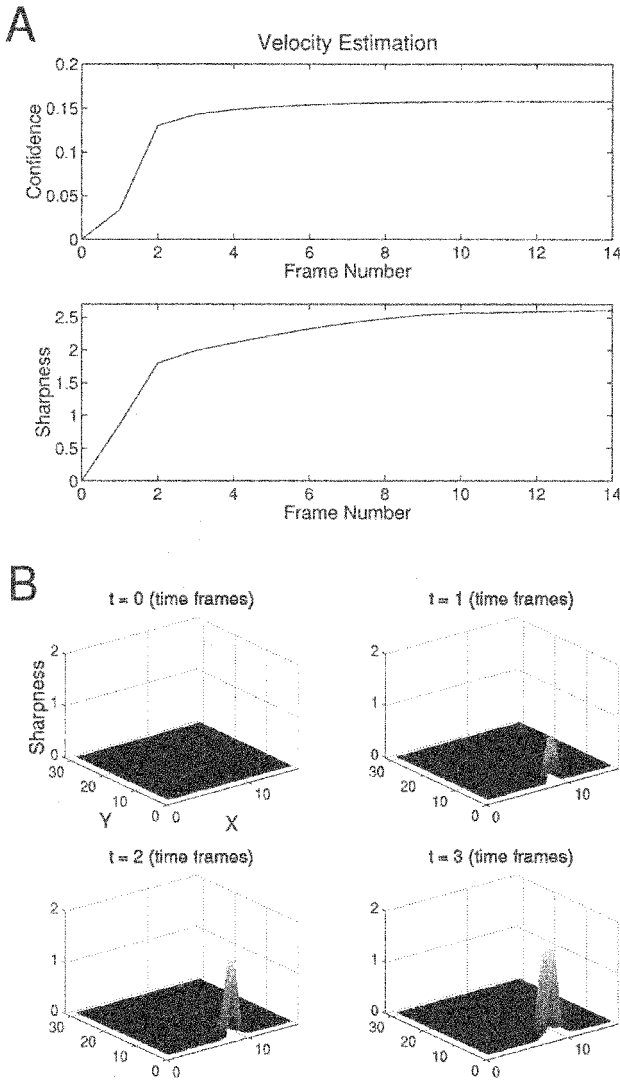 A
Velocity Estimation
0.2
0.15
0.1
0.05
0
Confidence
0 2 4 6 8 10 12 14
Frame Number
2.5
2
1.5
1
0.5
0
Sharpness
0 2 4 6 8 10 12 14
Frame Number
B
t = 0 (time frames)
2
1
0
Sharpness
30 20 10 0
Y
0 10
X
t = 1 (time frames)
2
1
0
30 20 10 0
0 10
t = 2 (time frames)
2
1
0
30 20 10 0
0 10
t = 3 (time frames)
2
1
0
30 20 10 0
0 10